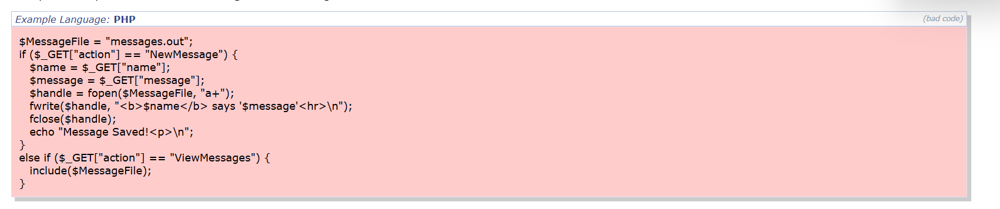 Example Language: PHP
(bad code)
$MessageFile = "messages.out";
if ($_GET["action"] == "NewMessage") {
$name = $_GET["name"];
$message = $_GET["message"];
$handle = fopen($MessageFile, "a+");
fwrite($handle, "<b>$name</b> says '$message'<hr>\n");
fclose($handle);
echo "Message Saved!<p>\n";
}
else if ($_GET["action"] == "ViewMessages") {
include($MessageFile);
}